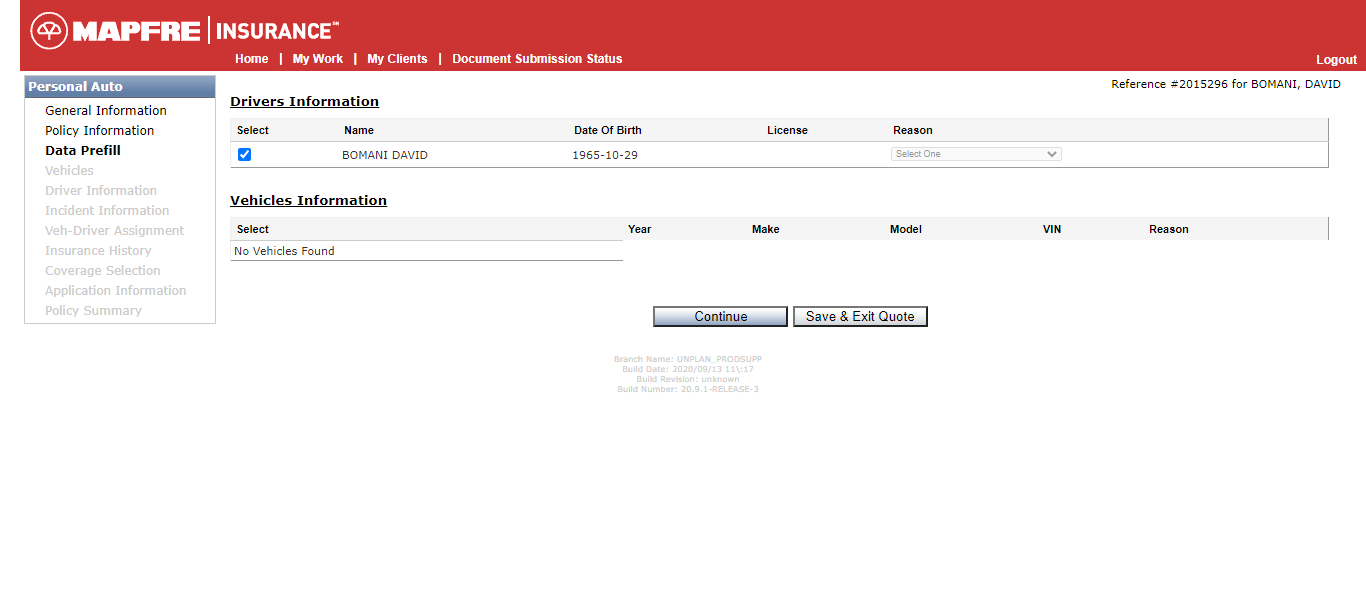 MAPFRE | INSURANCE℠
Home | My Work | My Clients | Document Submission Status
Logout
Reference #2015296 for BOMANI, DAVID
Personal Auto
General Information
Policy Information
Data Prefill
Vehicles
Driver Information
Incident Information
Veh-Driver Assignment
Insurance History
Coverage Selection
Application Information
Policy Summary
Drivers Information
Select Name Date Of Birth License Reason
BOMANI DAVID 1965-10-29 Select One
Vehicles Information
Select Year Make Model VIN Reason
No Vehicles Found
Continue Save & Exit Quote
Branch Name: UNPLAN_PRODSUPP
Build Date: 2020/09/13 11\:17
Build Revision: unknown
Build Number: 20.9.1-RELEASE-3